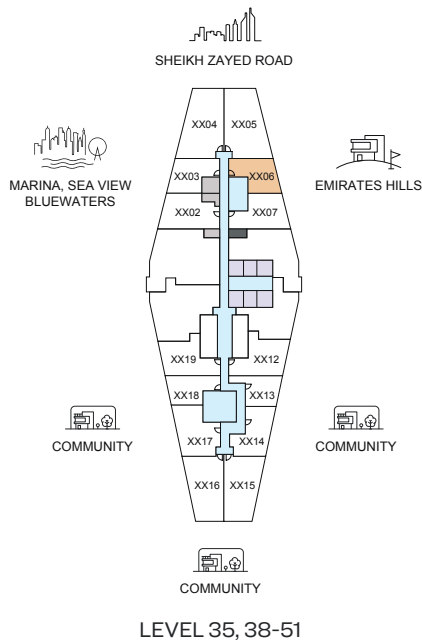 SHEIKH ZAYED ROAD
XX04 XX05
MARINA, SEA VIEW
BLUEWATERS
XX03 XX06
EMIRATES HILLS
XX02 XX07
XX19 XX12
XX18 XX13
COMMUNITY
XX17 XX14
COMMUNITY
XX16 XX15
COMMUNITY
LEVEL 35, 38-51